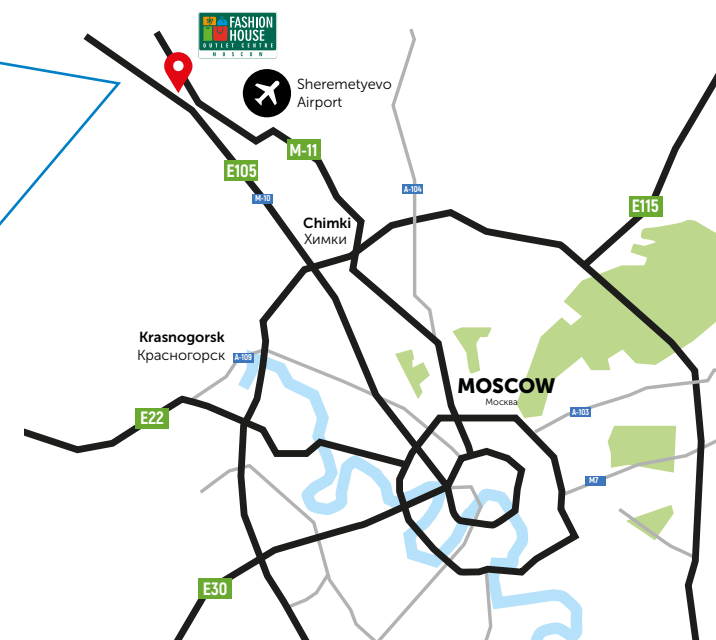 FASHION
HOUSE
OUTLET CENTRE
MOSCOW
Sheremetyevo
Airport
M-11
E105
M-10
A-104
E115
Chimki
Химки
Krasnogorsk
Красногорск
A-109
MOSCOW
Москва
E22
A-103
M7
E30